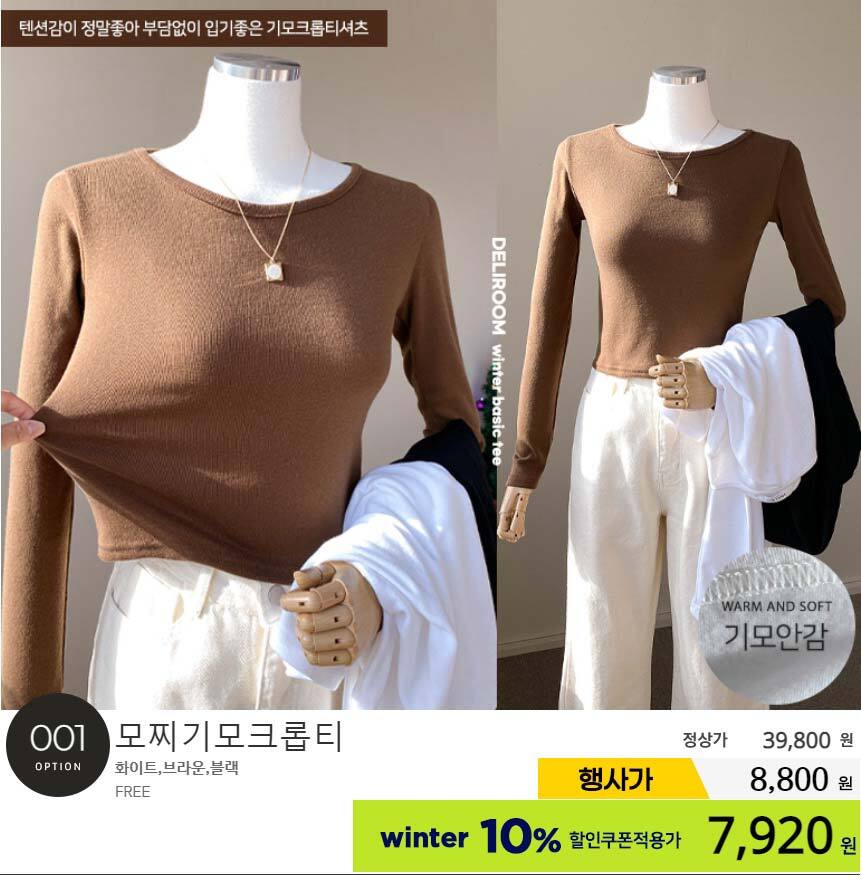 텐션감이 정말좋아 부담없이 입기좋은 기모크롭티셔츠
DELIROOM winter basic tee
WARM AND SOFT
기모안감
001
OPTION
모찌기모크롭티
화이트,브라운,블랙
FREE
정상가 39,800 원
행사가 8,800 원
winter 10% 할인쿠폰적용가 7,920 원